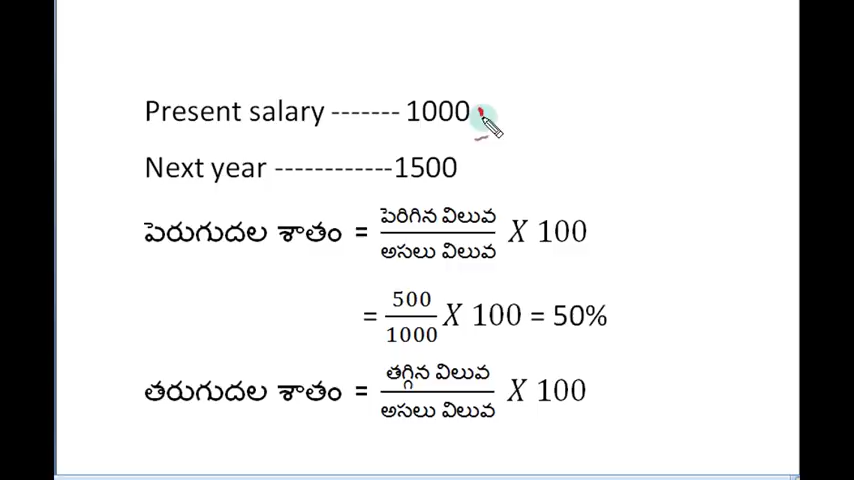 Present salary ------- 1000
Next year ------------1500
పెరుగుదల శాతం = పెరిగిన విలువ / అసలు విలువ X 100
= 500 / 1000 X 100 = 50%
తరుగుదల శాతం = తగ్గిన విలువ / అసలు విలువ X 100